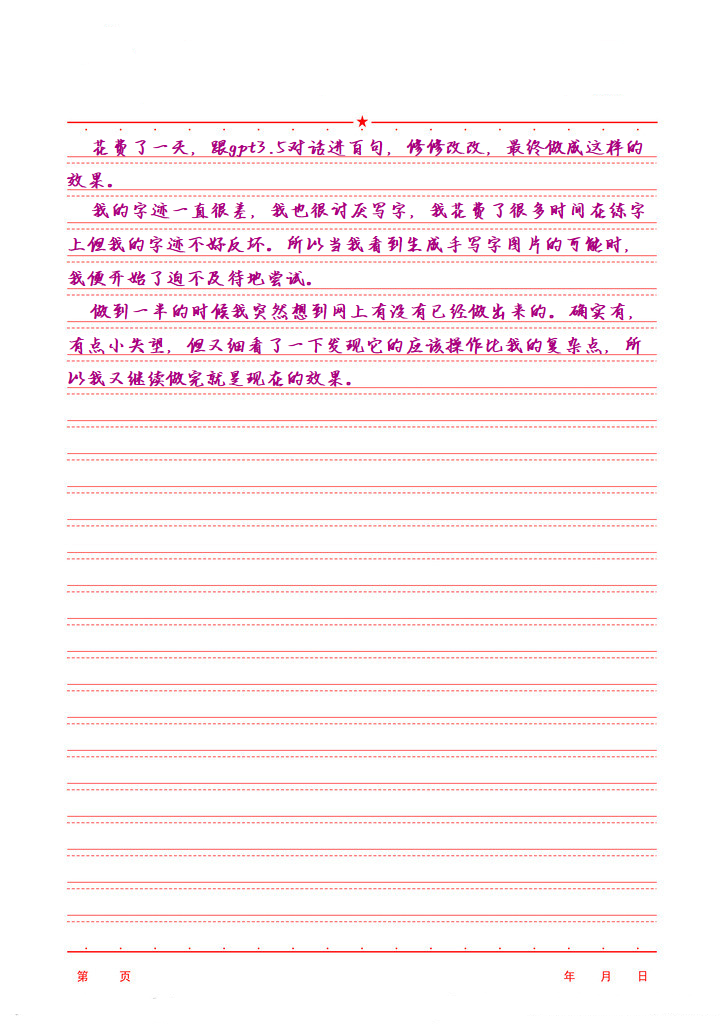 花费了一天，跟gpt3.5对话进百句，修修改改，最终做成这样的
效果。
我的字迹一直很差，我也很讨厌写字，我花费了很多时间在练字
上但我的字迹不好反坏。所以当我看到生成手写字图片的可能时，
我便开始了迫不及待地尝试。
做到一半的时候我突然想到网上有没有已经做出来的。确实有，
有点小失望，但又细看了一下发现它的应该操作比我的复杂点，所
以我又继续做完就是现在的效果。
第 页 年 月 日